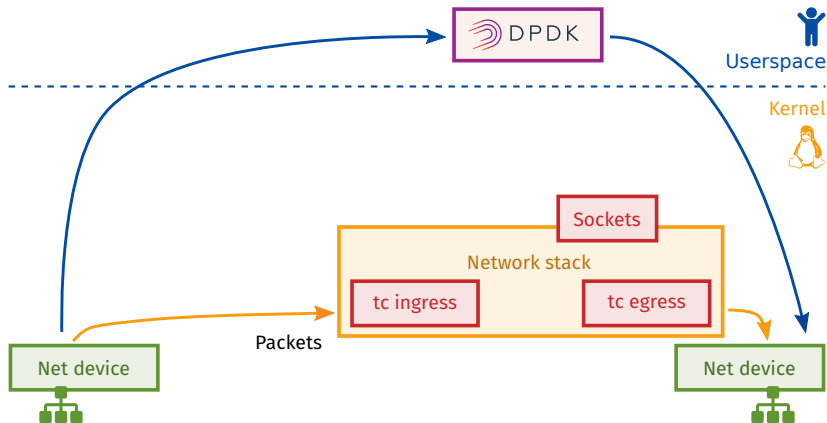 DPDK
Userspace
Kernel
Sockets
Network stack
tc ingress
tc egress
Packets
Net device
Net device